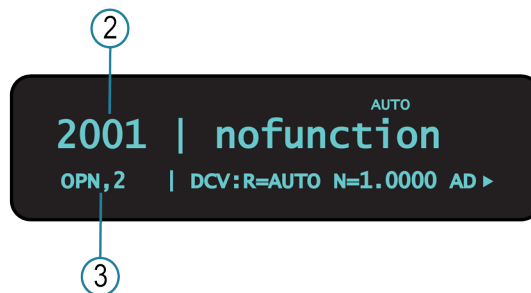 2
AUTO
2001 | nofunction
OPN,2 | DCV:R=AUTO N=1.0000 AD ▶
3